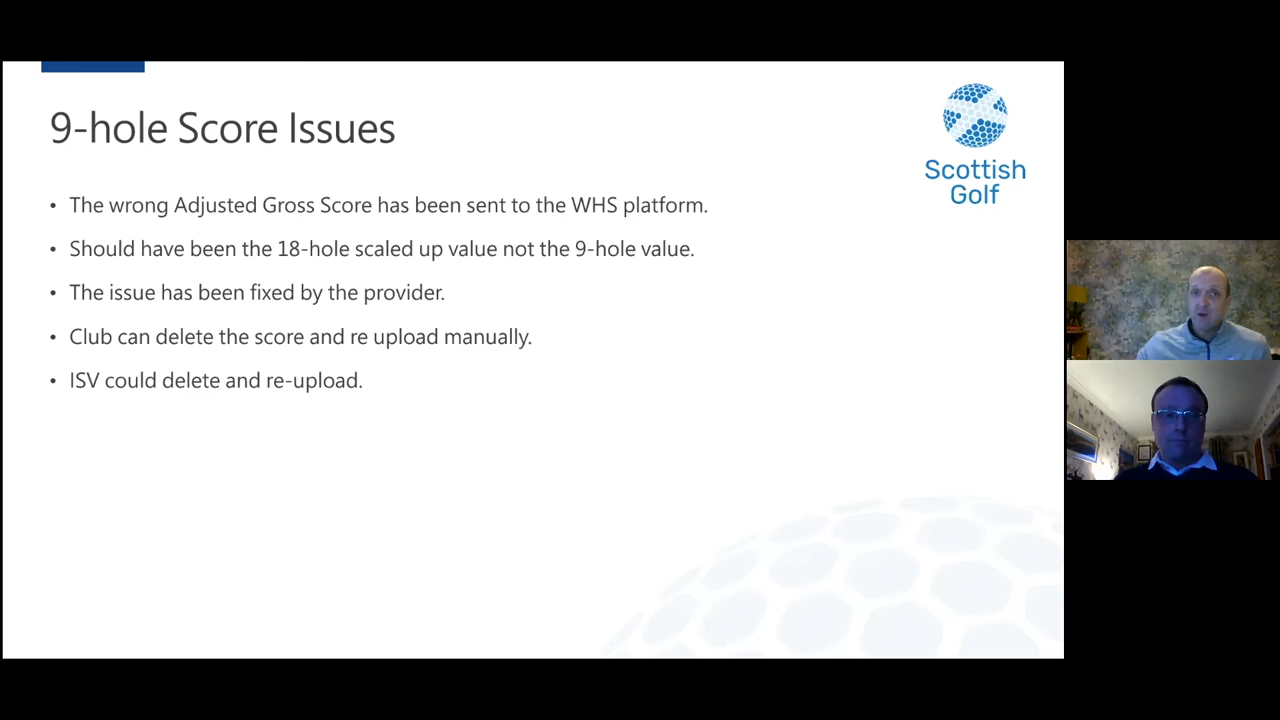 9-hole Score Issues
Scottish
Golf
• The wrong Adjusted Gross Score has been sent to the WHS platform.
• Should have been the 18-hole scaled up value not the 9-hole value.
• The issue has been fixed by the provider.
• Club can delete the score and re upload manually.
• ISV could delete and re-upload.